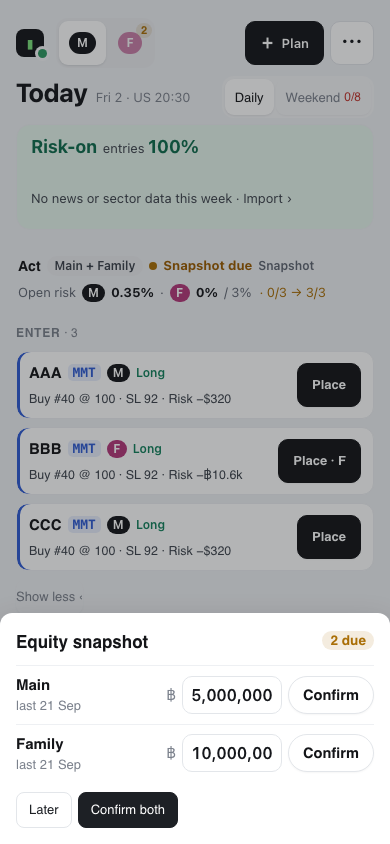 M F 2 + Plan ···
Today Fri 2 · US 20:30 Daily Weekend 0/8
Risk-on entries 100%
No news or sector data this week · Import ›
Act Main + Family Snapshot due Snapshot
Open risk M 0.35% · F 0% / 3% · 0/3 → 3/3
ENTER · 3
AAA MMT M Long
Buy #40 @ 100 · SL 92 · Risk −$320
Place
BBB MMT F Long
Buy #40 @ 100 · SL 92 · Risk −฿10.6k
Place · F
CCC MMT M Long
Buy #40 @ 100 · SL 92 · Risk −$320
Place
Show less ‹
Equity snapshot 2 due
Main
last 21 Sep
฿ 5,000,000 Confirm
Family
last 21 Sep
฿ 10,000,00 Confirm
Later Confirm both